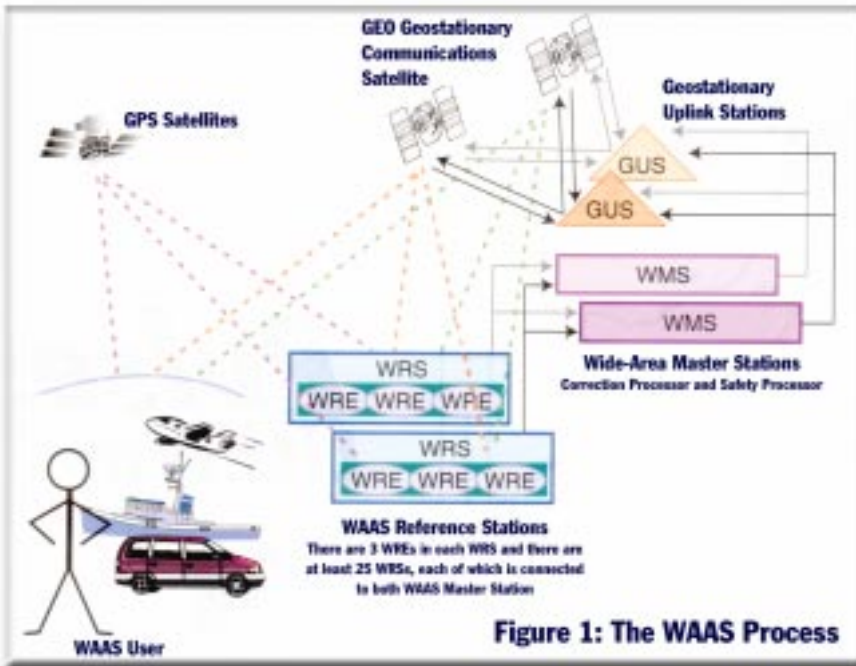 GEO Geostationary
Communications
Satellite
GPS Satellites
Geostationary
Uplink Stations
GUS
GUS
WMS
WMS
Wide-Area Master Stations
Correction Processor and Safety Processor
WRS
WRE WRE WRE
WRS
WRE WRE WRE
WAAS Reference Stations
There are 3 WREs in each WRS and there are
at least 25 WRSs, each of which is connected
to both WAAS Master Station
WAAS User
Figure 1: The WAAS Process